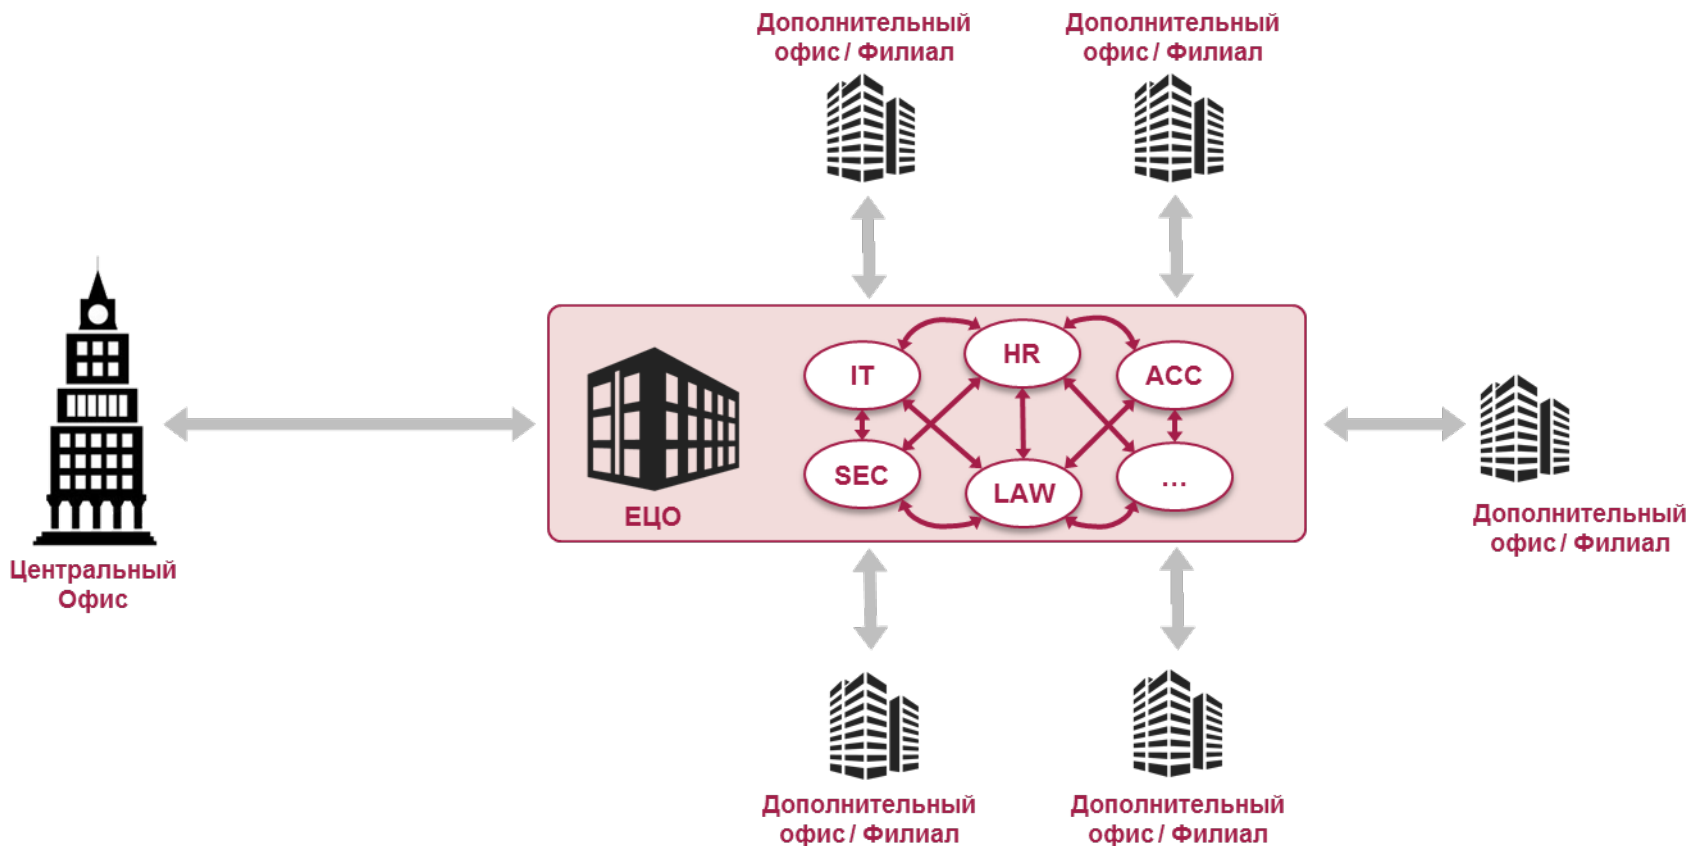 Дополнительный
офис / Филиал
Дополнительный
офис / Филиал
IT
HR
ACC
SEC
LAW
...
ЕЦО
Центральный
Офис
Дополнительный
офис / Филиал
Дополнительный
офис / Филиал
Дополнительный
офис / Филиал